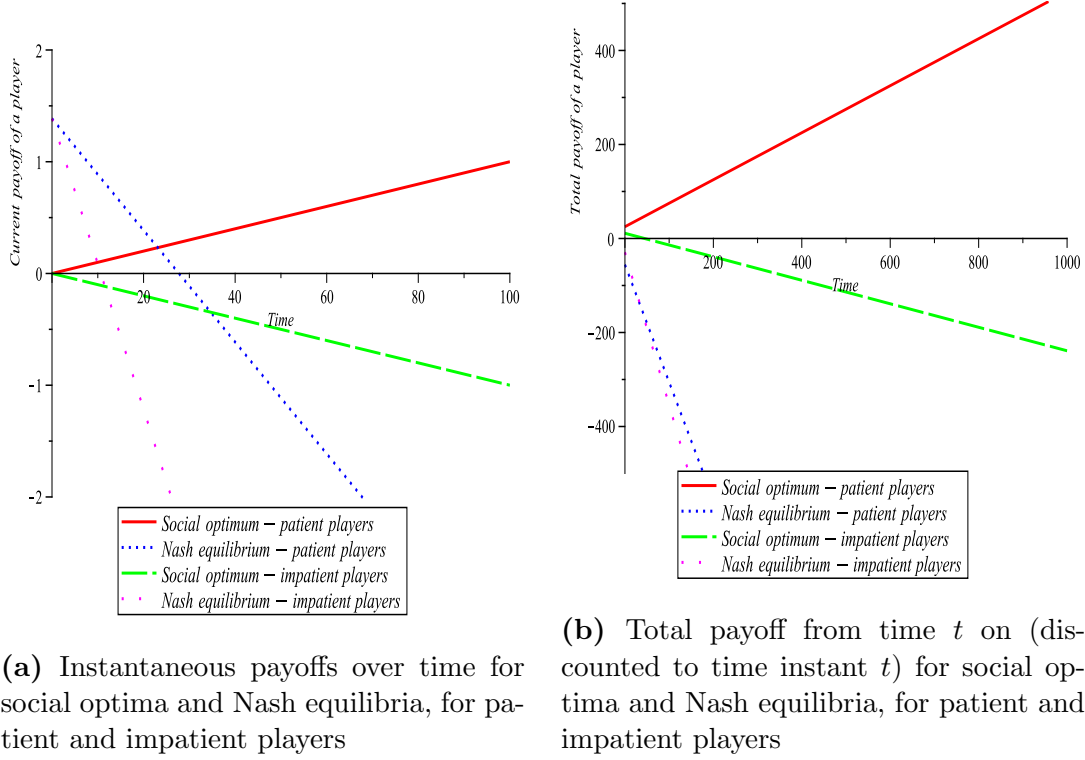 Current payoff of a player
2
1
0
20
40
60
80
100
Time
−1
−2
Social optimum − patient players
Nash equilibrium − patient players
Social optimum − impatient players
Nash equilibrium − impatient players
(a) Instantaneous payoffs over time for
social optima and Nash equilibria, for pa-
tient and impatient players
Total payoff of a player
400
200
0
200
400
600
800
1000
Time
−200
−400
Social optimum − patient players
Nash equilibrium − patient players
Social optimum − impatient players
Nash equilibrium − impatient players
(b) Total payoff from time t on (dis-
counted to time instant t) for social op-
tima and Nash equilibria, for patient and
impatient players